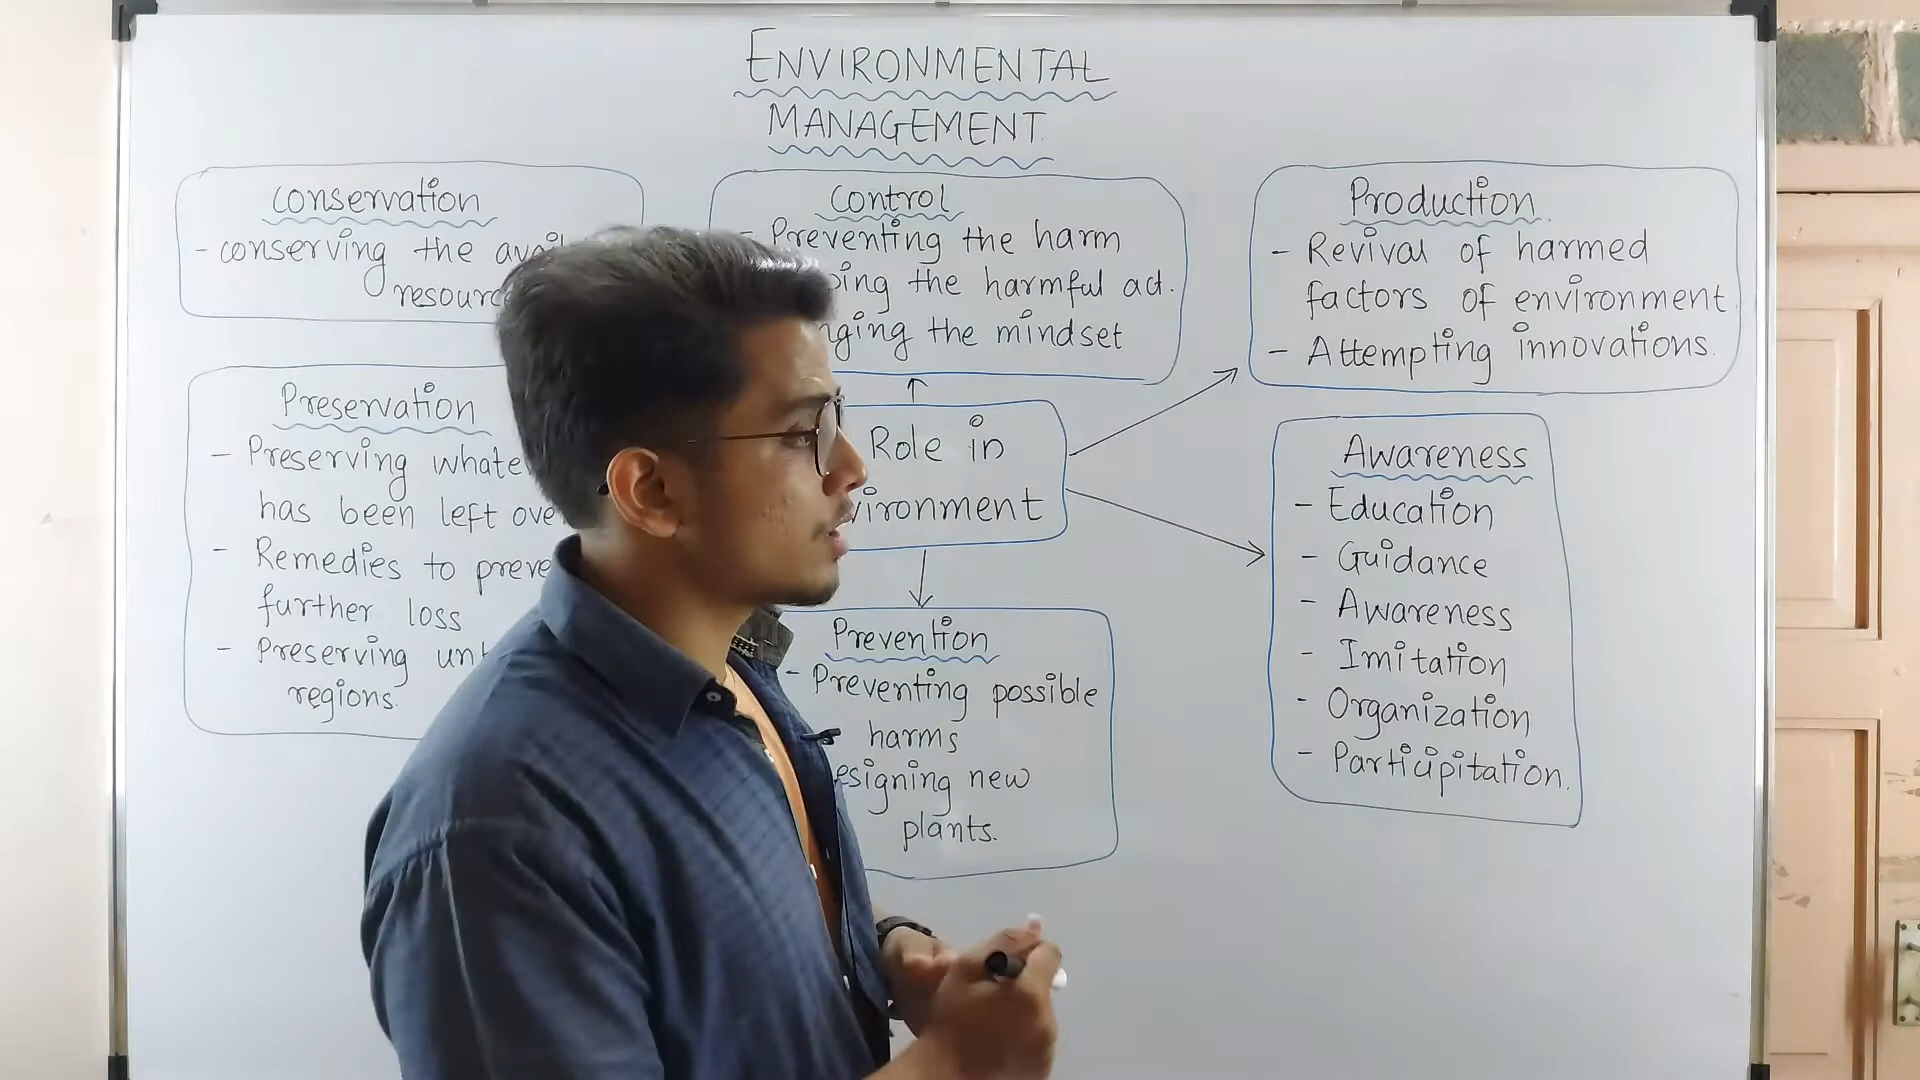 ENVIRONMENTAL
MANAGEMENT
Conservation
- conserving the
Preservation
- Preserving
has been left
- Remedies to
further loss
- Preserving
regions.
Control
- Preventing the harm
the harmful act.
the mindset
Role in
Prevention
- Preventing possible
harms
new
plants.
Production
- Revival of harmed
factors of environment.
- Attempting innovations.
Awareness
- Education
- Guidance
- Awareness
- Imitation
- Organization
- Participitation.